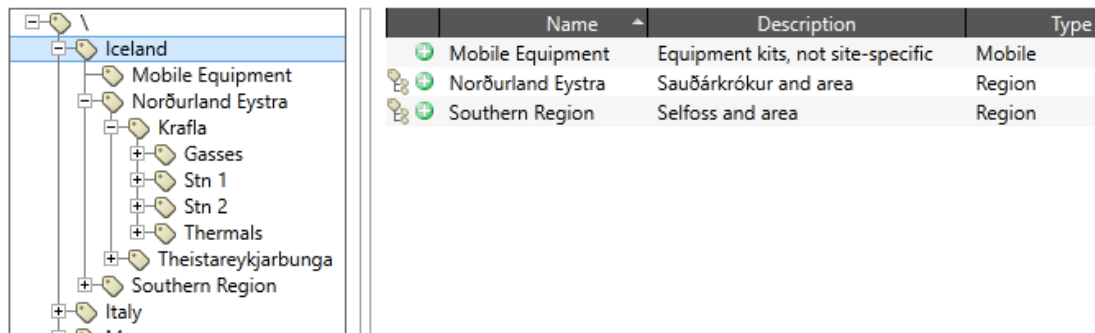 \
Iceland
Mobile Equipment
Norðurland Eystra
Krafla
Gasses
Stn 1
Stn 2
Thermals
Theistareykjarbunga
Southern Region
Italy
Name Description Type
Mobile Equipment Equipment kits, not site-specific Mobile
Norðurland Eystra Sauðárkrókur and area Region
Southern Region Selfoss and area Region